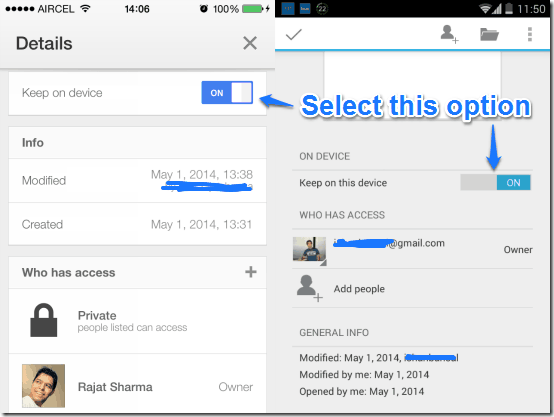 AIRCEL 14:06 100%
Details
Keep on device ON
Info
Modified May 1, 2014, 13:38
Created May 1, 2014, 13:31
Who has access +
Private
people listed can access
Rajat Sharma Owner
Select this option
22 11:50
ON DEVICE
Keep on this device ON
WHO HAS ACCESS
@gmail.com Owner
Add people
GENERAL INFO
Modified: May 1, 2014,
Modified by me: May 1, 2014
Opened by me: May 1, 2014